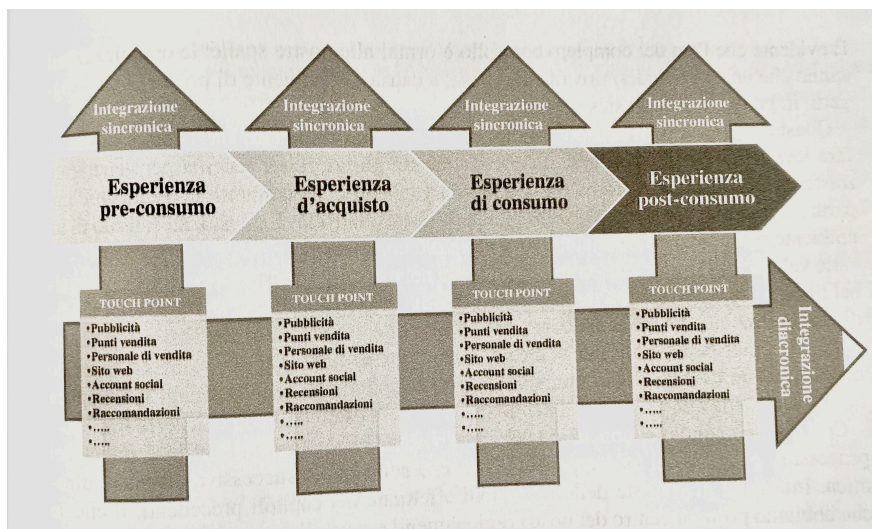 Integrazione
sincronica
Integrazione
sincronica
Integrazione
sincronica
Integrazione
sincronica
Esperienza
pre-consumo
Esperienza
d'acquisto
Esperienza
di consumo
Esperienza
post-consumo
TOUCH POINT
•Pubblicità
•Punti vendita
•Personale di vendita
•Sito web
•Account social
•Recensioni
•Raccomandazioni
•.....
•.....
TOUCH POINT
•Pubblicità
•Punti vendita
•Personale di vendita
•Sito web
•Account social
•Recensioni
•Raccomandazioni
•.....
•.....
TOUCH POINT
•Pubblicità
•Punti vendita
•Personale di vendita
•Sito web
•Account social
•Recensioni
•Raccomandazioni
•.....
•.....
TOUCH POINT
•Pubblicità
•Punti vendita
•Personale di vendita
•Sito web
•Account social
•Recensioni
•Raccomandazioni
•.....
•.....
Integrazione
diacronica